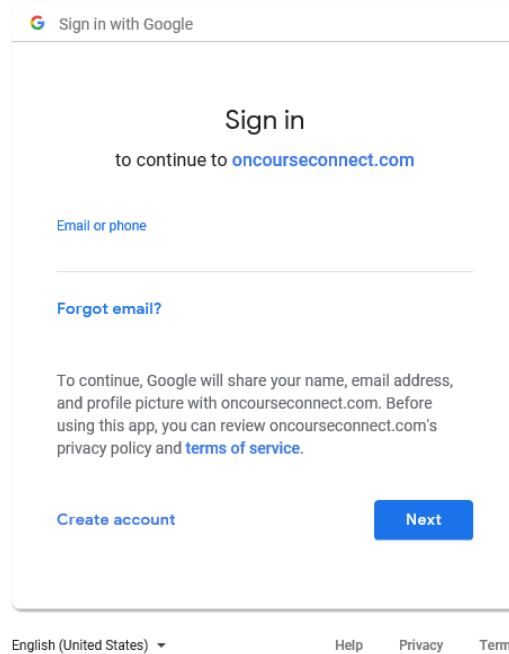 Sign in with Google
Sign in
to continue to oncourseconnect.com
Email or phone
Forgot email?
To continue, Google will share your name, email address,
and profile picture with oncourseconnect.com. Before
using this app, you can review oncourseconnect.com's
privacy policy and terms of service.
Create account
Next
English (United States)
Help
Privacy
Term